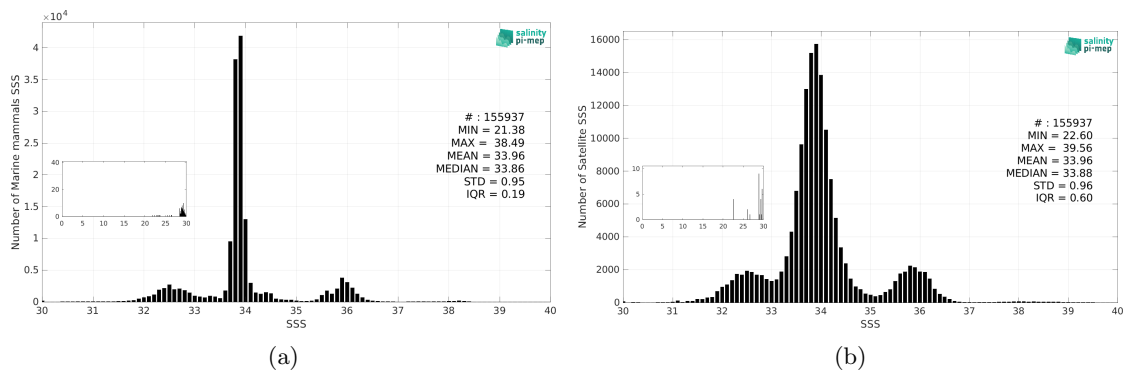 ×10⁴
4
3.5
3
2.5
2
1.5
1
0.5
0
Number of Marine mammals SSS
salinity
pi-mep
# : 155937
MIN = 21.38
MAX = 38.49
MEAN = 33.96
MEDIAN = 33.86
STD = 0.95
IQR = 0.19
40
20
0
0 5 10 15 20 25 30
30 31 32 33 34 35 36 37 38 39 40
SSS
(a)
16000
14000
12000
10000
8000
6000
4000
2000
0
Number of Satellite SSS
salinity
pi-mep
# : 155937
MIN = 22.60
MAX = 39.56
MEAN = 33.96
MEDIAN = 33.88
STD = 0.96
IQR = 0.60
10
5
0
0 5 10 15 20 25 30
30 31 32 33 34 35 36 37 38 39 40
SSS
(b)